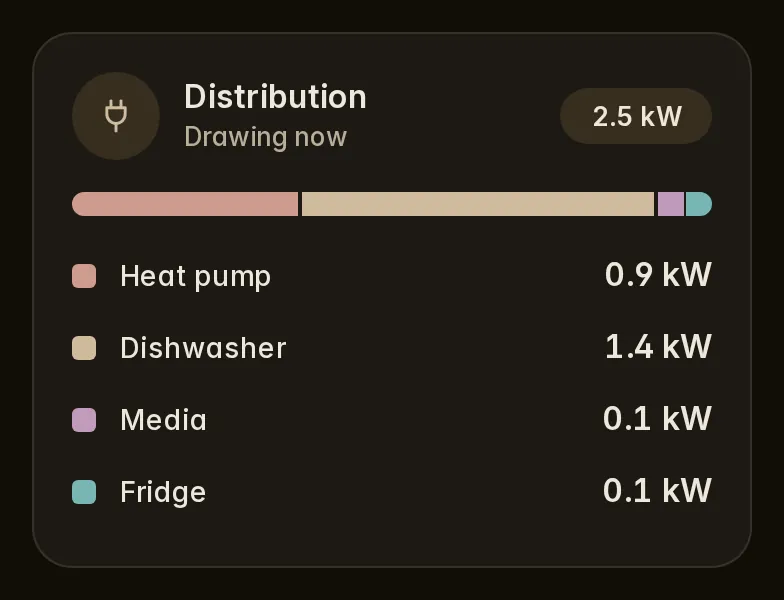 Distribution
Drawing now
2.5 kW
Heat pump 0.9 kW
Dishwasher 1.4 kW
Media 0.1 kW
Fridge 0.1 kW